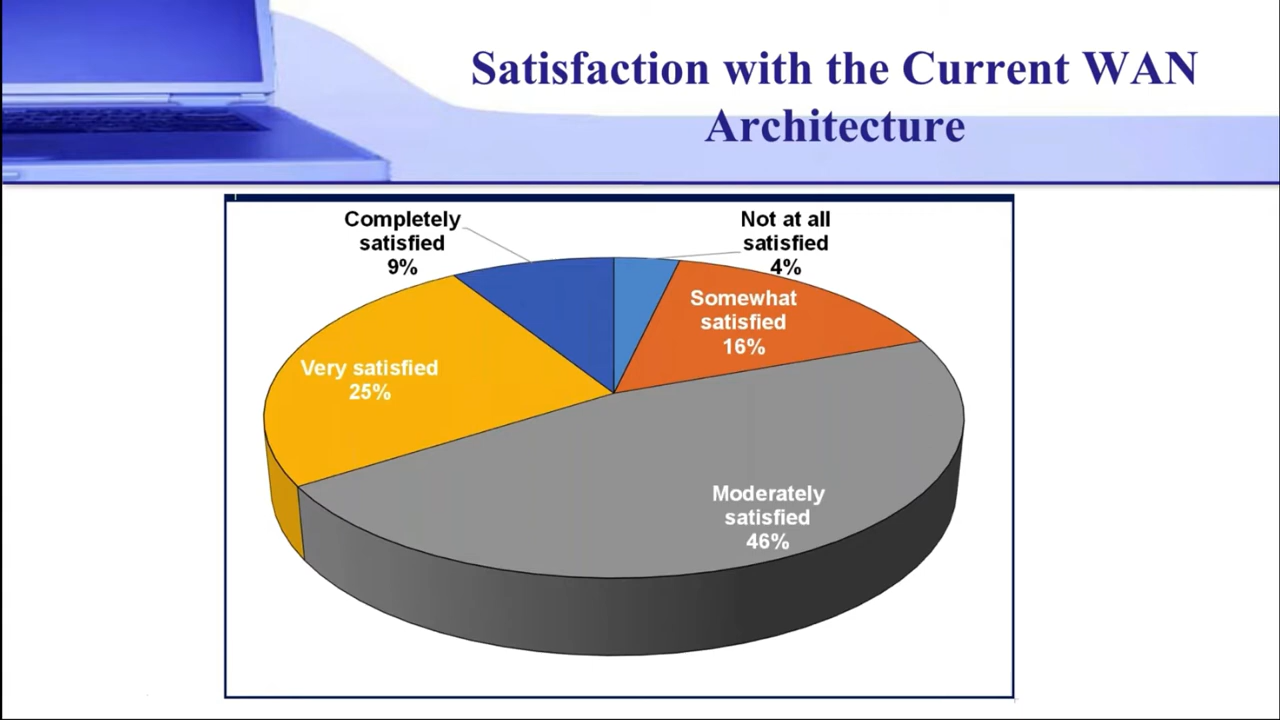 Satisfaction with the Current WAN
Architecture
Completely
satisfied
9%
Not at all
satisfied
4%
Somewhat
satisfied
16%
Very satisfied
25%
Moderately
satisfied
46%